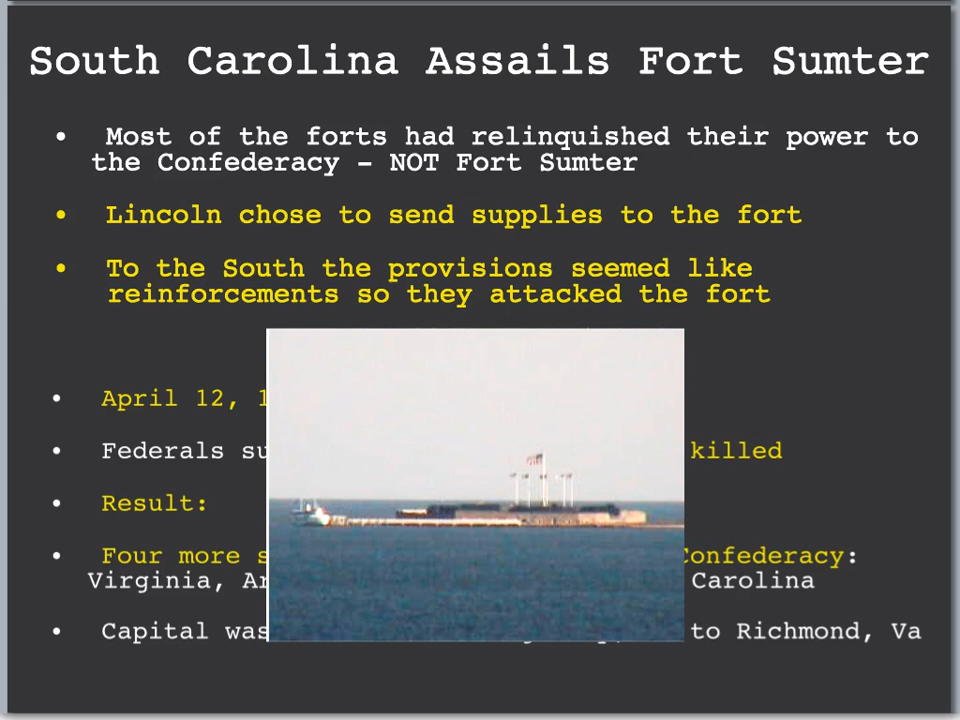 South Carolina Assails Fort Sumter
• Most of the forts had relinquished their power to
the Confederacy – NOT Fort Sumter
• Lincoln chose to send supplies to the fort
• To the South the provisions seemed like
reinforcements so they attacked the fort
• April 12, 1
• Federals su killed
• Result:
• Four more s Confederacy:
Virginia, Ar Carolina
• Capital was to Richmond, Va